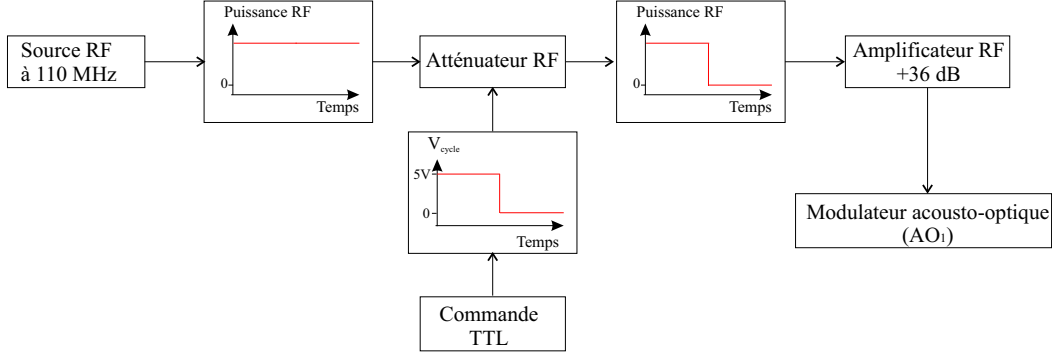 Source RF
à 110 MHz
Puissance RF
0
Temps
Atténuateur RF
Puissance RF
0
Temps
Amplificateur RF
+36 dB
V cycle
5V
0
Temps
Modulateur acousto-optique
(AO1)
Commande
TTL